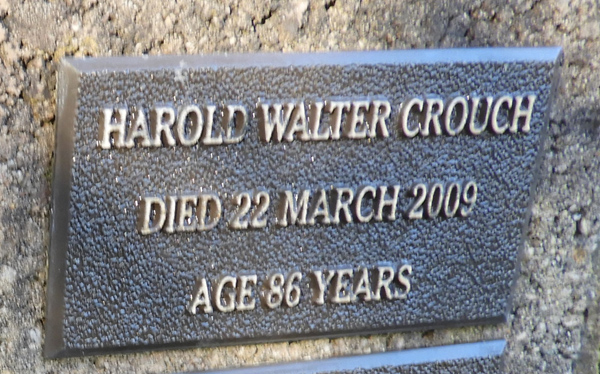 HAROLD WALTER CROUCH
DIED 22 MARCH 2009
AGE 86 YEARS